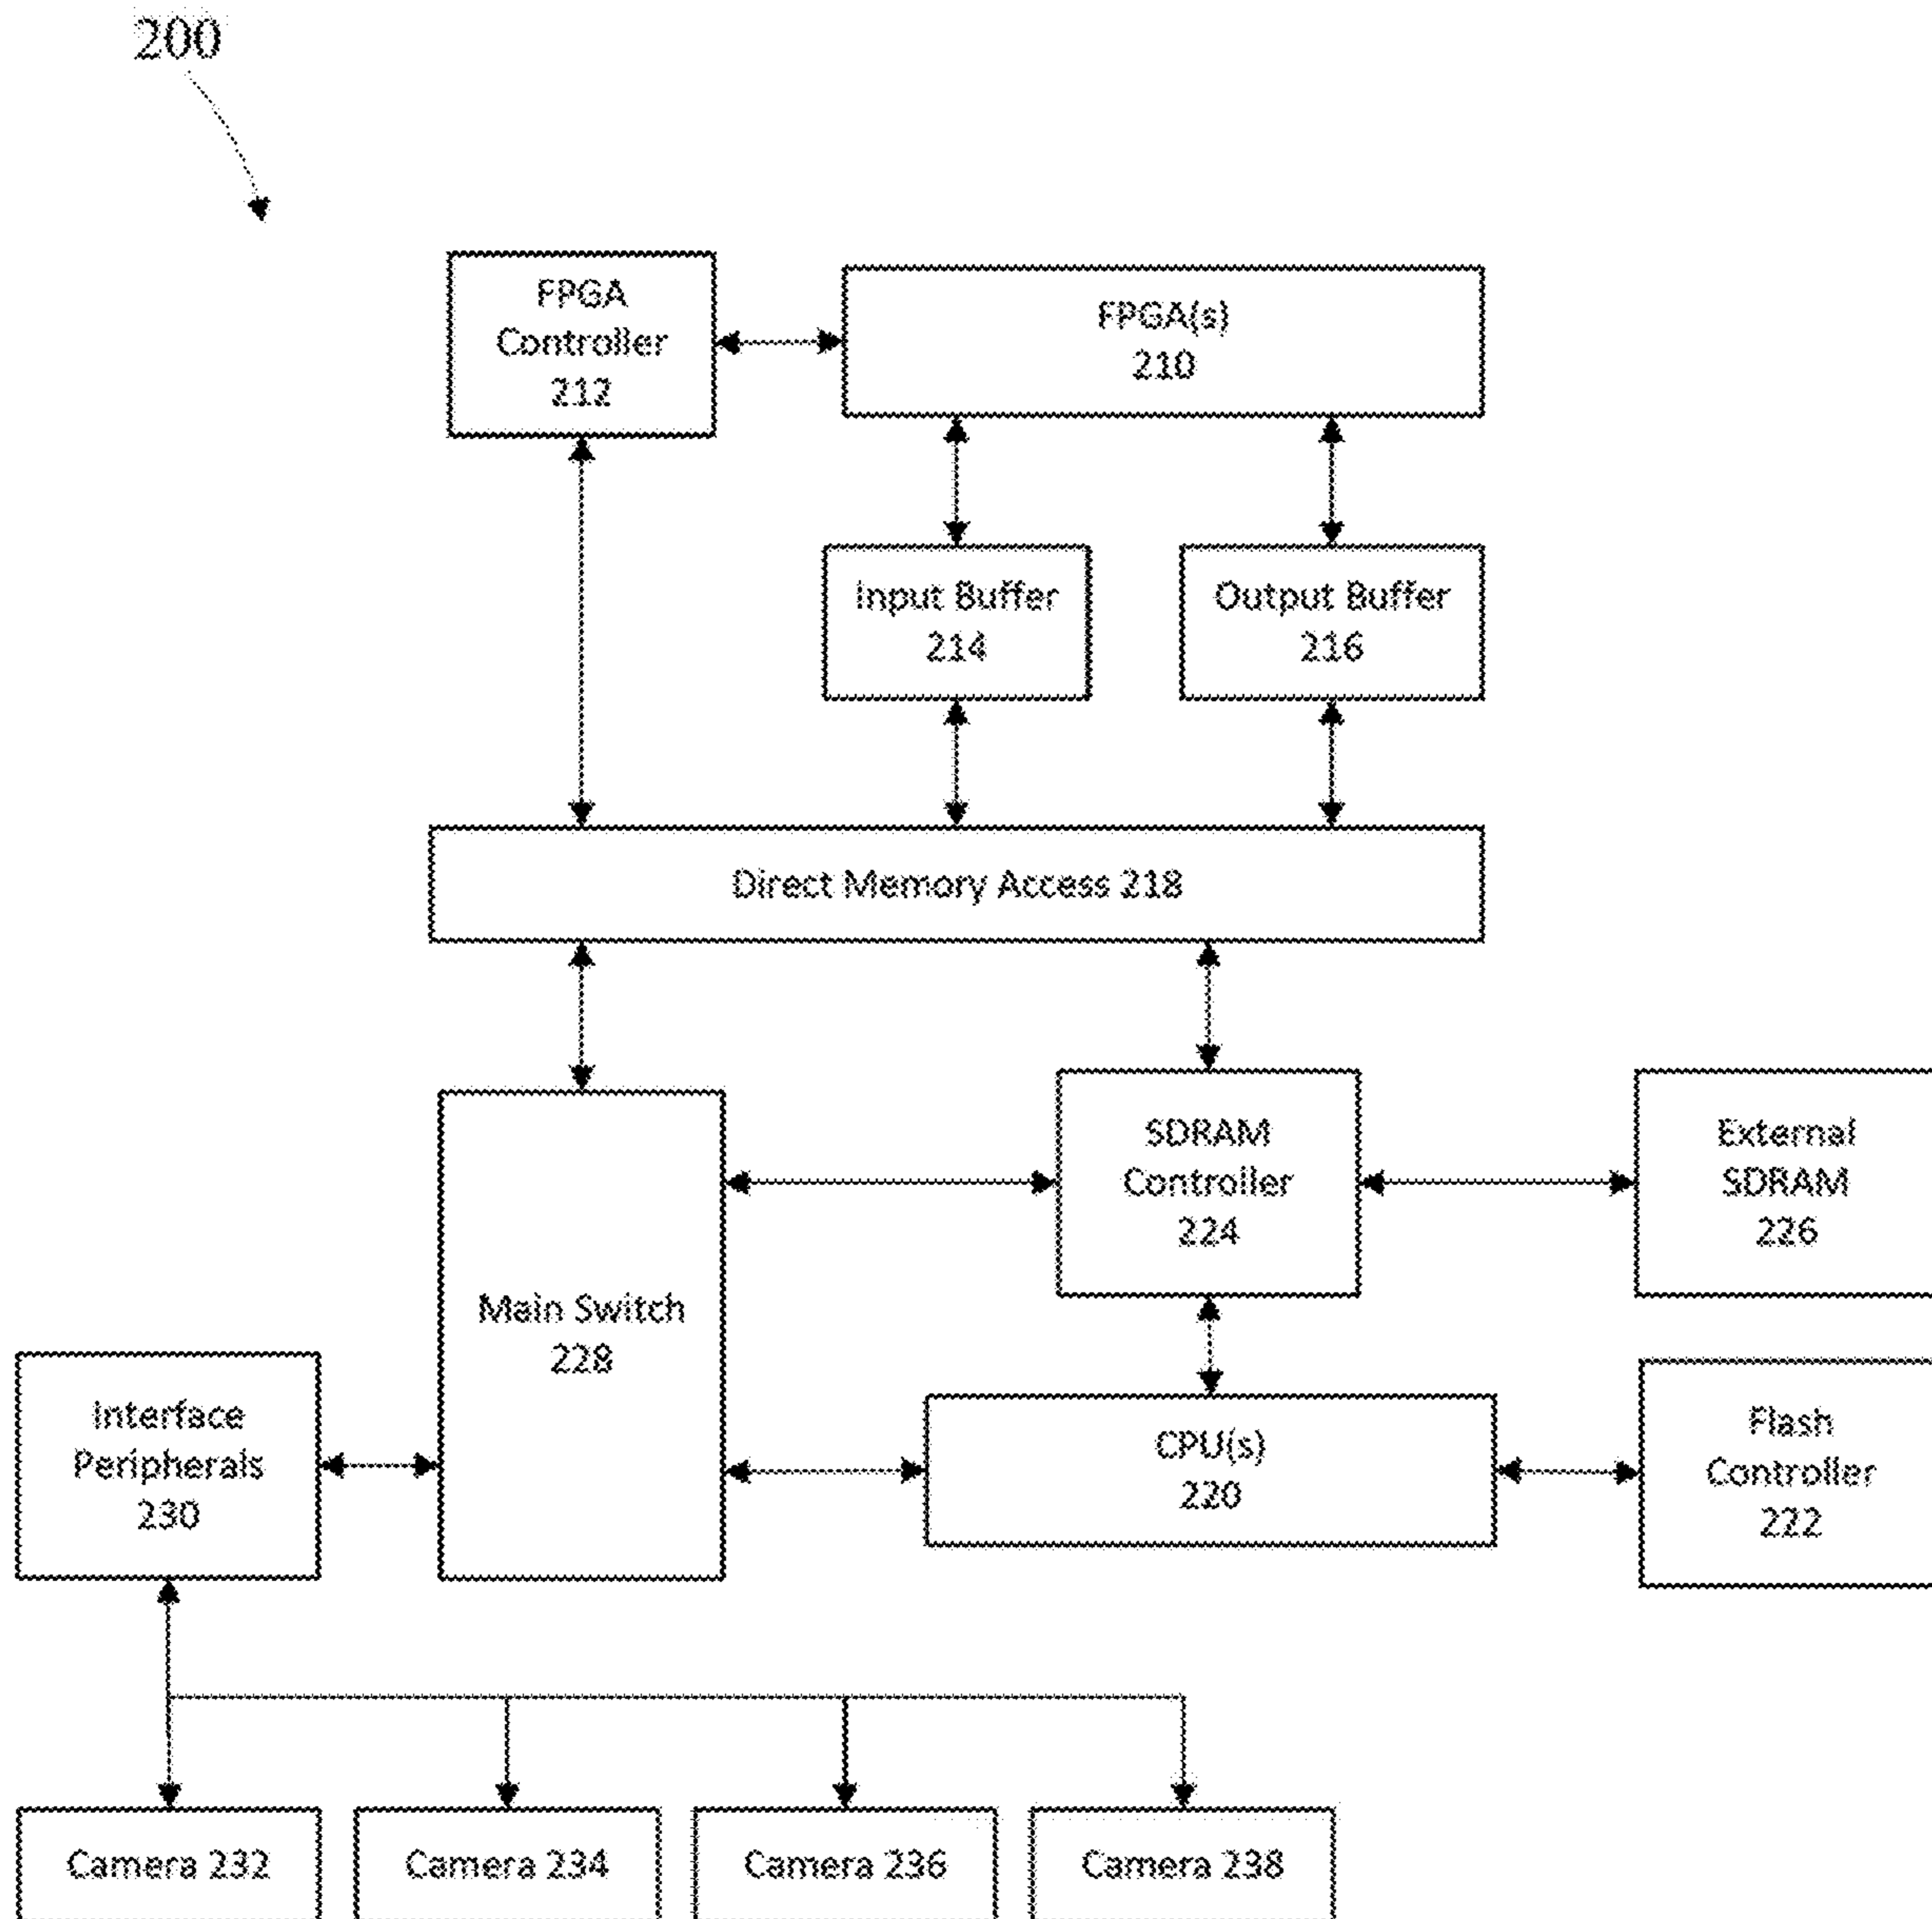 200
FPGA
Controller
212
FPGA(s)
210
Input Buffer
214
Output Buffer
216
Direct Memory Access 218
SDRAM
Controller
224
External
SDRAM
226
Main Switch
228
Interface
Peripherals
230
CPU(s)
220
Flash
Controller
222
Camera 232
Camera 234
Camera 236
Camera 238